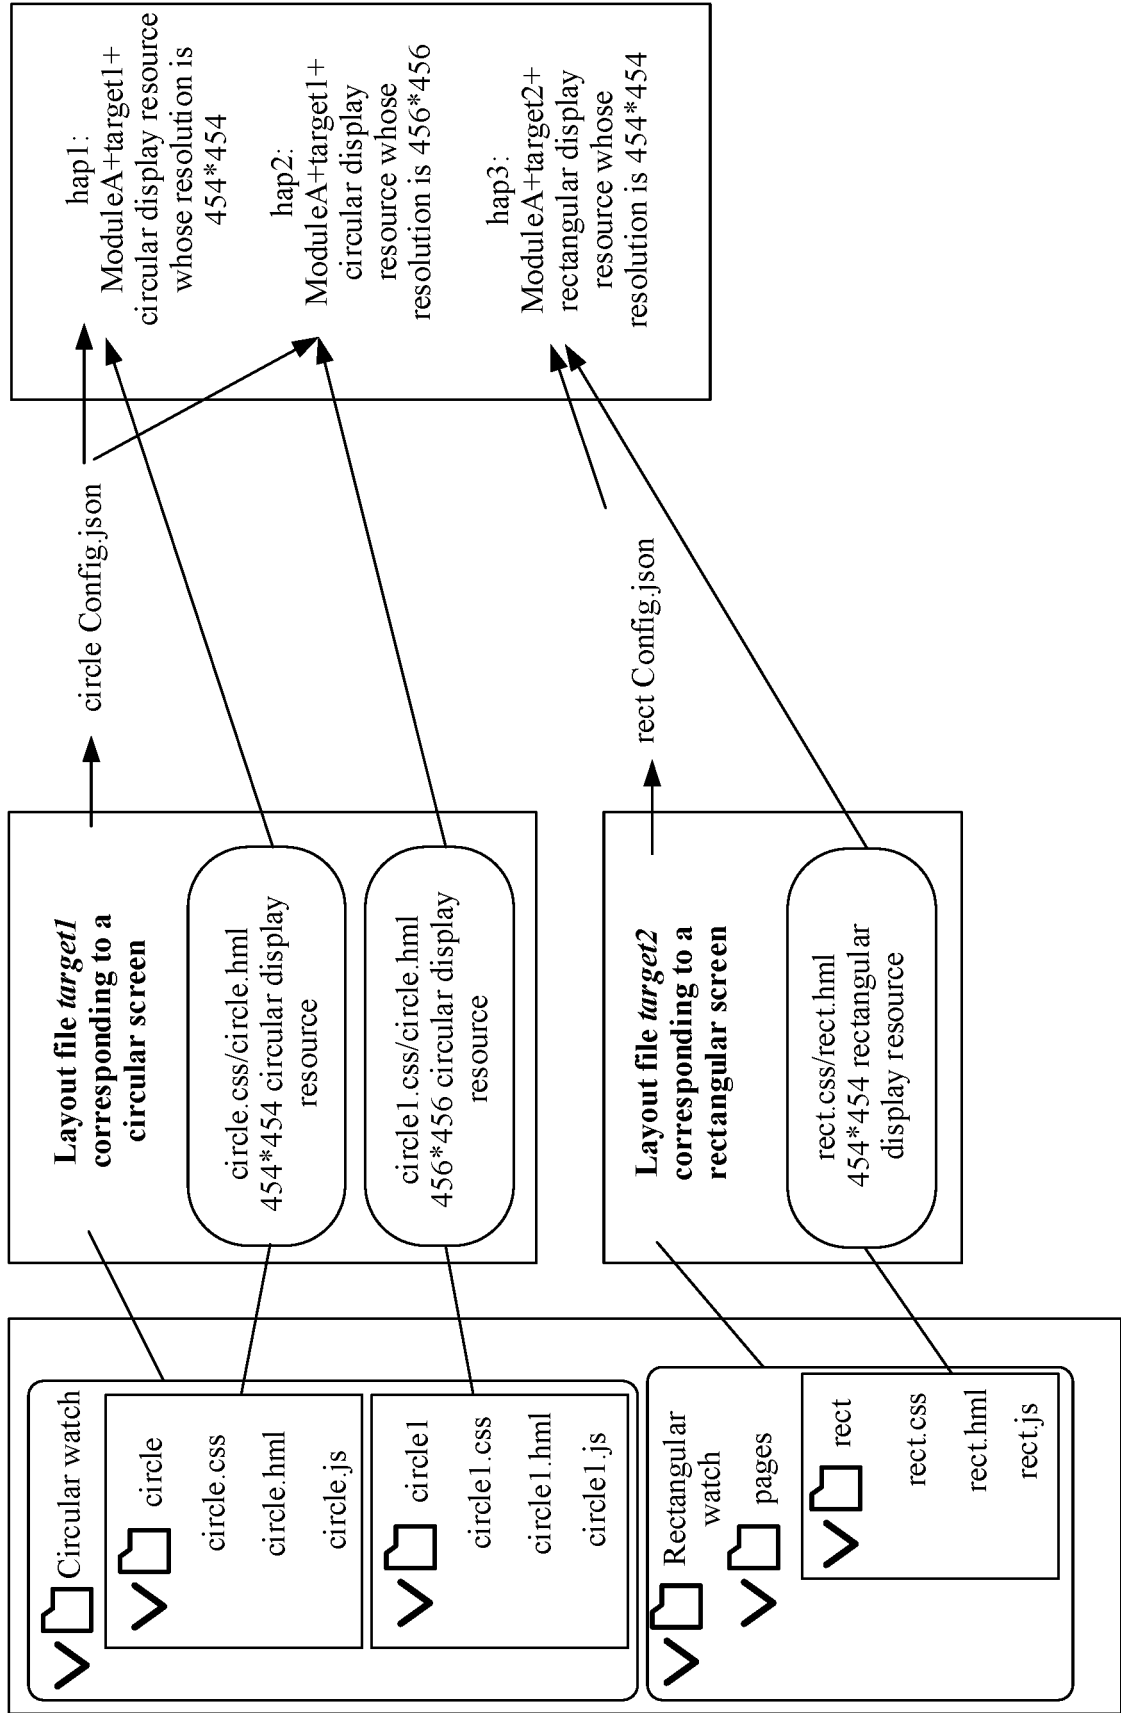 Circular watch
circle
circle.css
circle.hml
circle.js
circle1
circle1.css
circle1.hml
circle1.js
Rectangular
watch
pages
rect
rect.css
rect.hml
rect.js
Layout file target1
corresponding to a
circular screen
circle.css/circle.hml
454*454 circular display
resource
circle1.css/circle.hml
456*456 circular display
resource
Layout file target2
corresponding to a
rectangular screen
rect.css/rect.hml
454*454 rectangular
display resource
circle Config.json
rect Config.json
hap1:
ModuleA+target1+
circular display resource
whose resolution is
454*454
hap2:
ModuleA+target1+
circular display
resource whose
resolution is 456*456
hap3:
ModuleA+target2+
rectangular display
resource whose
resolution is 454*454